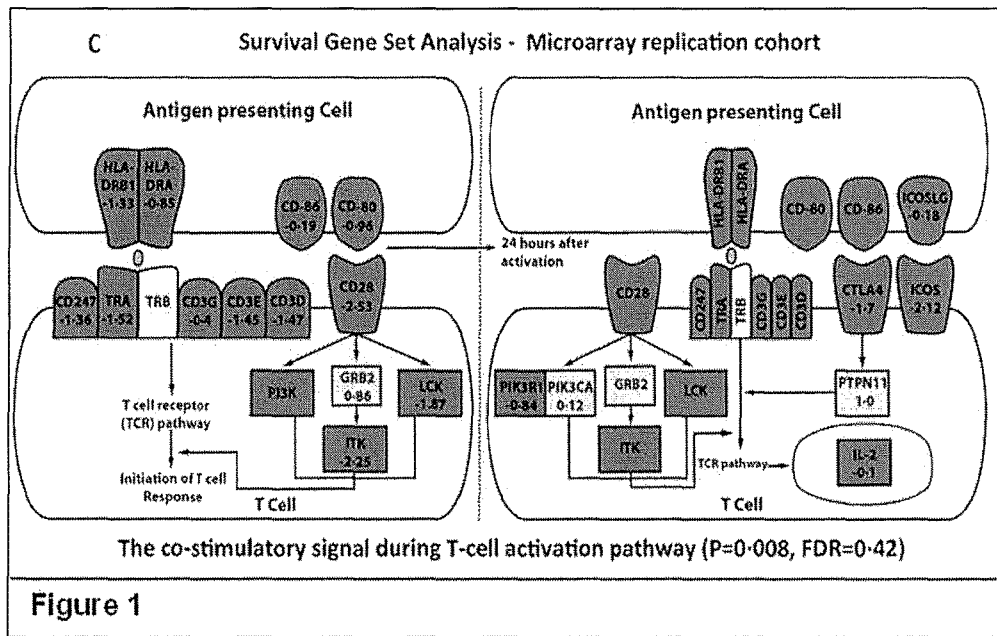 C Survival Gene Set Analysis - Microarray replication cohort
Antigen presenting Cell
HLA-
DRB1
-1·33
HLA-
DRA
-0·85
CD-86
-0·19
CD-80
-0·96
24 hours after
activation
CD247
-1·36
TRA
-1·52
TRB
CD3G
-0·4
CD3E
-1·45
CD3D
-1·47
CD28
-2·53
PI3K
GRB2
0·86
LCK
-1·87
ITK
-2·25
T cell receptor
(TCR) pathway
Initiation of T cell
Response
T Cell
Antigen presenting Cell
HLA-DRB1
HLA-DRA
CD-80
CD-86
ICOSLG
-0·18
CD28
CD247
TRA
TRB
CD3G
CD3E
CD3D
CTLA4
-1·7
ICOS
-2·12
PIK3R1
-0·84
PIK3CA
0·12
GRB2
LCK
PTPN11
1·0
ITK
TCR pathway
IL-2
-0·1
T Cell
The co-stimulatory signal during T-cell activation pathway (P=0·008, FDR=0·42)
Figure 1